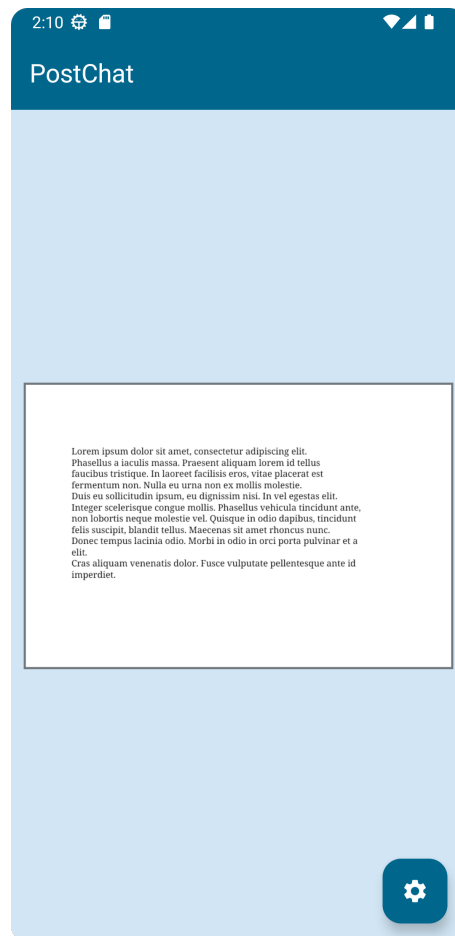 2:10
PostChat
Lorem ipsum dolor sit amet, consectetur adipiscing elit.
Phasellus a iaculis massa. Praesent aliquam lorem id tellus
faucibus tristique. In laoreet facilisis eros, vitae placerat est
fermentum non. Nulla eu urna non ex mollis molestie.
Duis eu sollicitudin ipsum, eu dignissim nisi. In vel egestas elit.
Integer scelerisque congue mollis. Phasellus vehicula tincidunt ante,
non lobortis neque molestie vel. Quisque in odio dapibus, tincidunt
felis suscipit, blandit tellus. Maecenas sit amet rhoncus nunc.
Donec tempus lacinia odio. Morbi in odio in orci porta pulvinar et a
elit.
Cras aliquam venenatis dolor. Fusce vulputate pellentesque ante id
imperdiet.